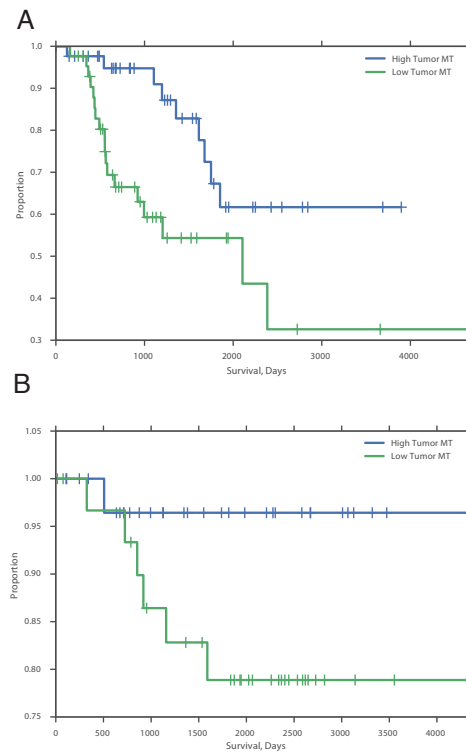 A
1.0
0.9
0.8
0.7
0.6
0.5
0.4
0.3
Proportion
High Tumor MT
Low Tumor MT
0 1000 2000 3000 4000
Survival, Days
B
1.05
1.00
0.95
0.90
0.85
0.80
0.75
Proportion
High Tumor MT
Low Tumor MT
0 500 1000 1500 2000 2500 3000 3500 4000
Survival, Days